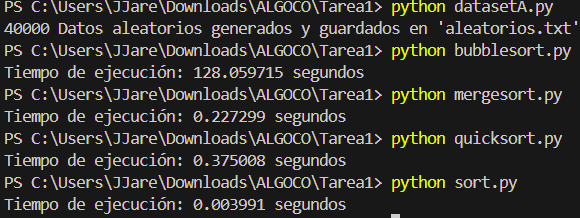 PS C:\Users\JJare\Downloads\ALGOCO\Tarea1> python datasetA.py
40000 Datos aleatorios generados y guardados en 'aleatorios.txt'
PS C:\Users\JJare\Downloads\ALGOCO\Tarea1> python bubblesort.py
Tiempo de ejecución: 128.059715 segundos
PS C:\Users\JJare\Downloads\ALGOCO\Tarea1> python mergesort.py
Tiempo de ejecución: 0.227299 segundos
PS C:\Users\JJare\Downloads\ALGOCO\Tarea1> python quicksort.py
Tiempo de ejecución: 0.375008 segundos
PS C:\Users\JJare\Downloads\ALGOCO\Tarea1> python sort.py
Tiempo de ejecución: 0.003991 segundos